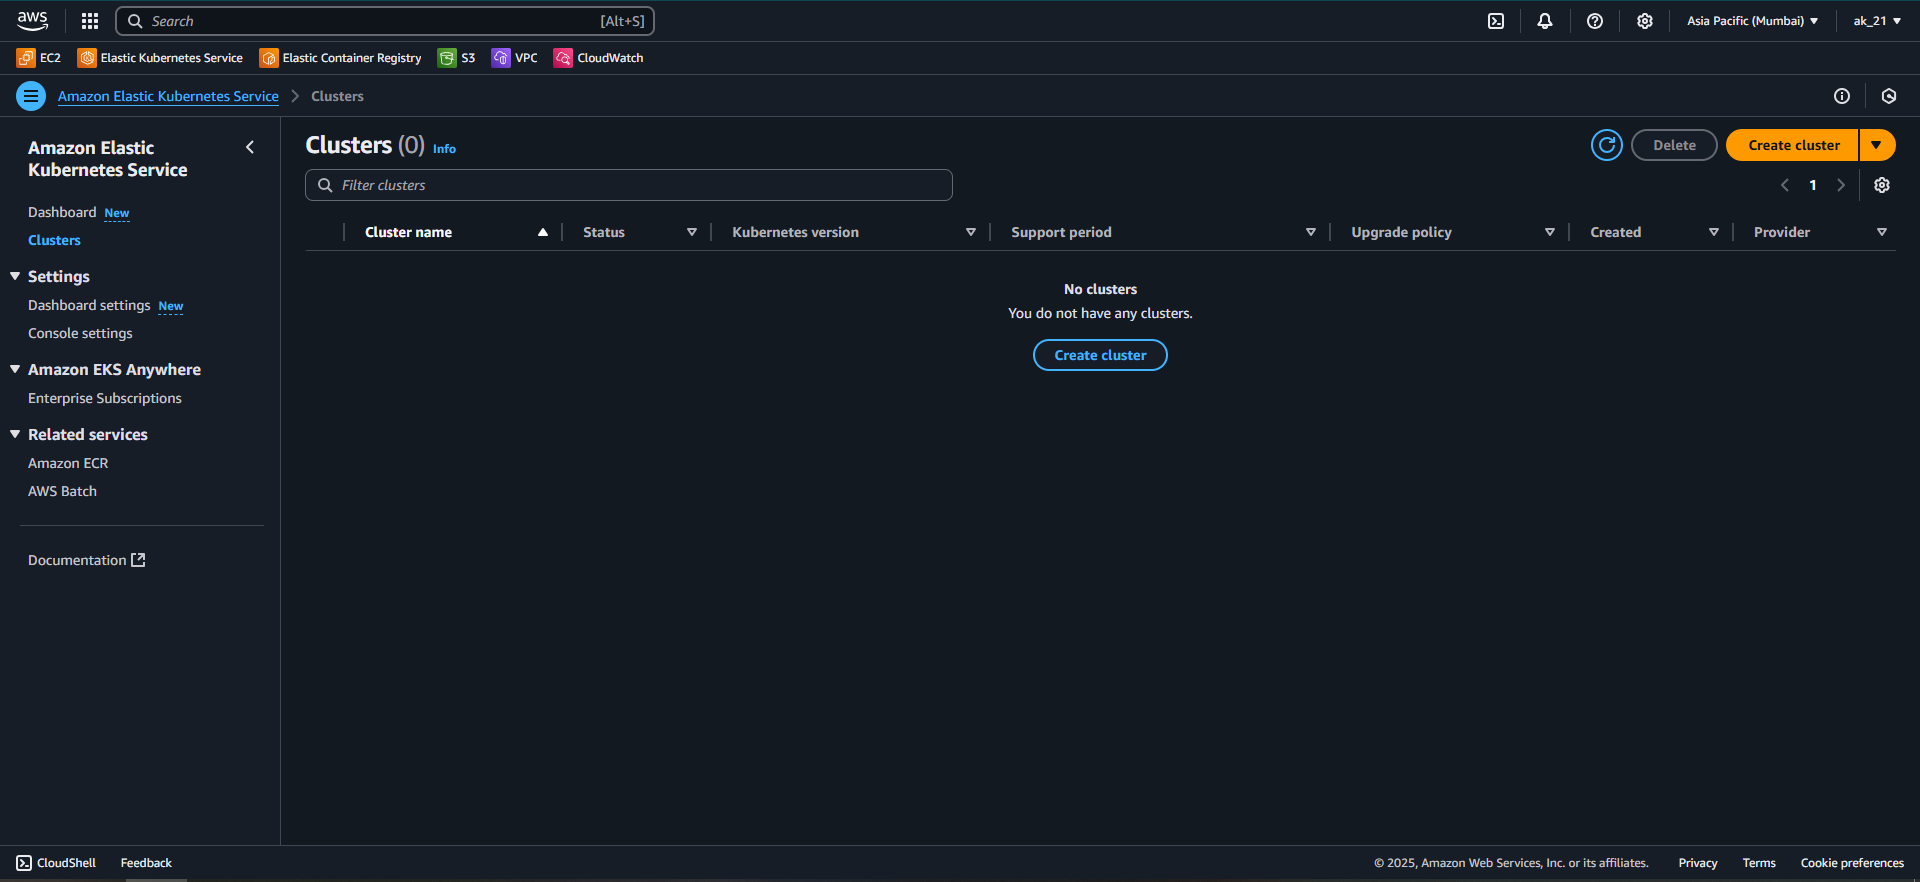 aws Search [Alt+S] Asia Pacific (Mumbai) ak_21
EC2 Elastic Kubernetes Service Elastic Container Registry S3 VPC CloudWatch
Amazon Elastic Kubernetes Service Clusters
Amazon Elastic
Kubernetes Service
Dashboard New
Clusters
Settings
Dashboard settings New
Console settings
Amazon EKS Anywhere
Enterprise Subscriptions
Related services
Amazon ECR
AWS Batch
Documentation
Clusters (0) Info Delete Create cluster
Filter clusters 1
Cluster name Status Kubernetes version Support period Upgrade policy Created Provider
No clusters
You do not have any clusters.
Create cluster
CloudShell Feedback © 2025, Amazon Web Services, Inc. or its affiliates. Privacy Terms Cookie preferences